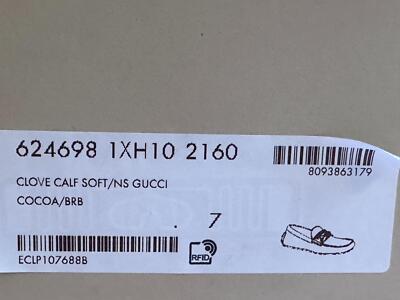 624698 1XH10 2160
8093863179
CLOVE CALF SOFT/NS GUCCI
COCOA/BRB
. 7
RFID
ECLP107688B